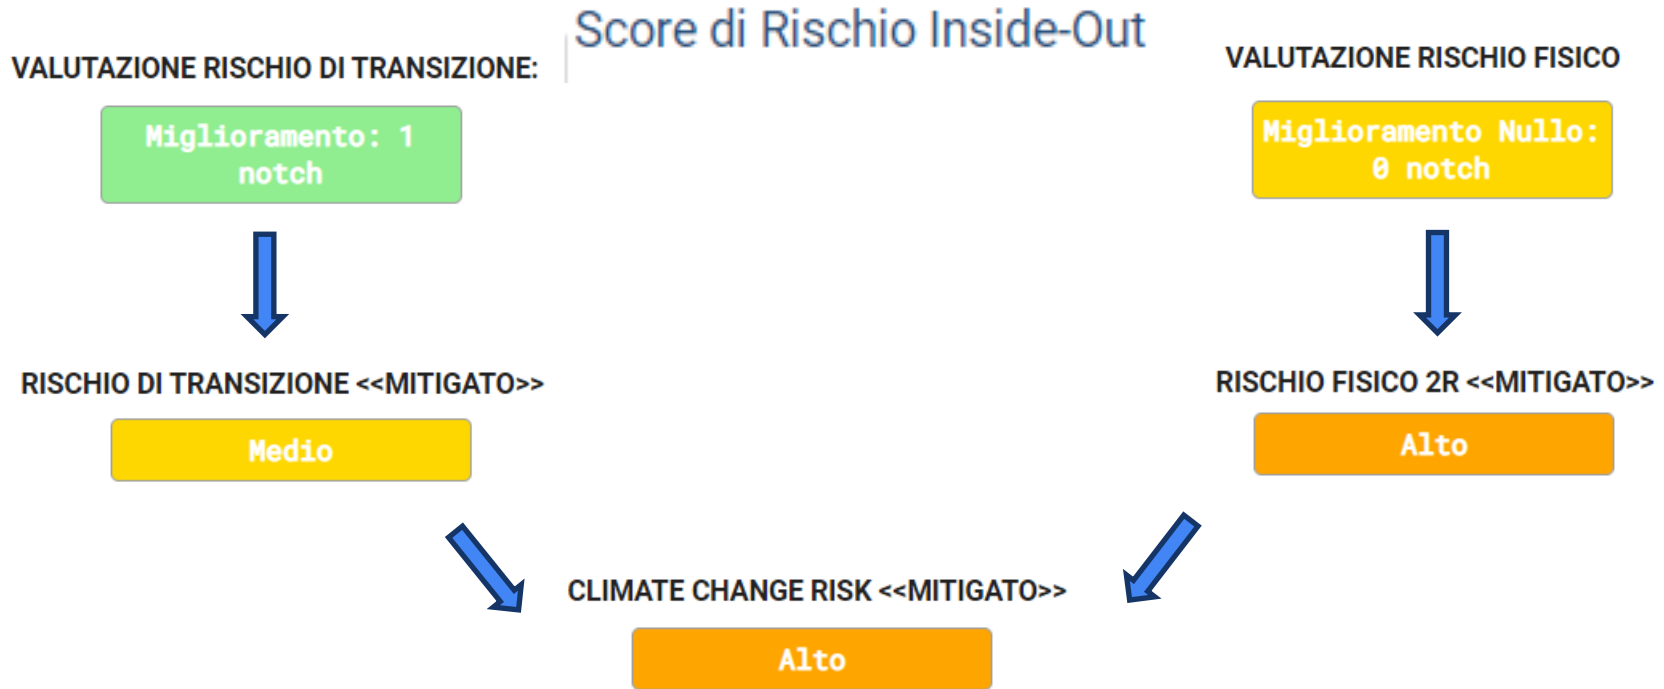 Score di Rischio Inside-Out
VALUTAZIONE RISCHIO DI TRANSIZIONE:
VALUTAZIONE RISCHIO FISICO
Miglioramento: 1
notch
Miglioramento Nullo:
0 notch
RISCHIO DI TRANSIZIONE <<MITIGATO>>
RISCHIO FISICO 2R <<MITIGATO>>
Medio
Alto
CLIMATE CHANGE RISK <<MITIGATO>>
Alto